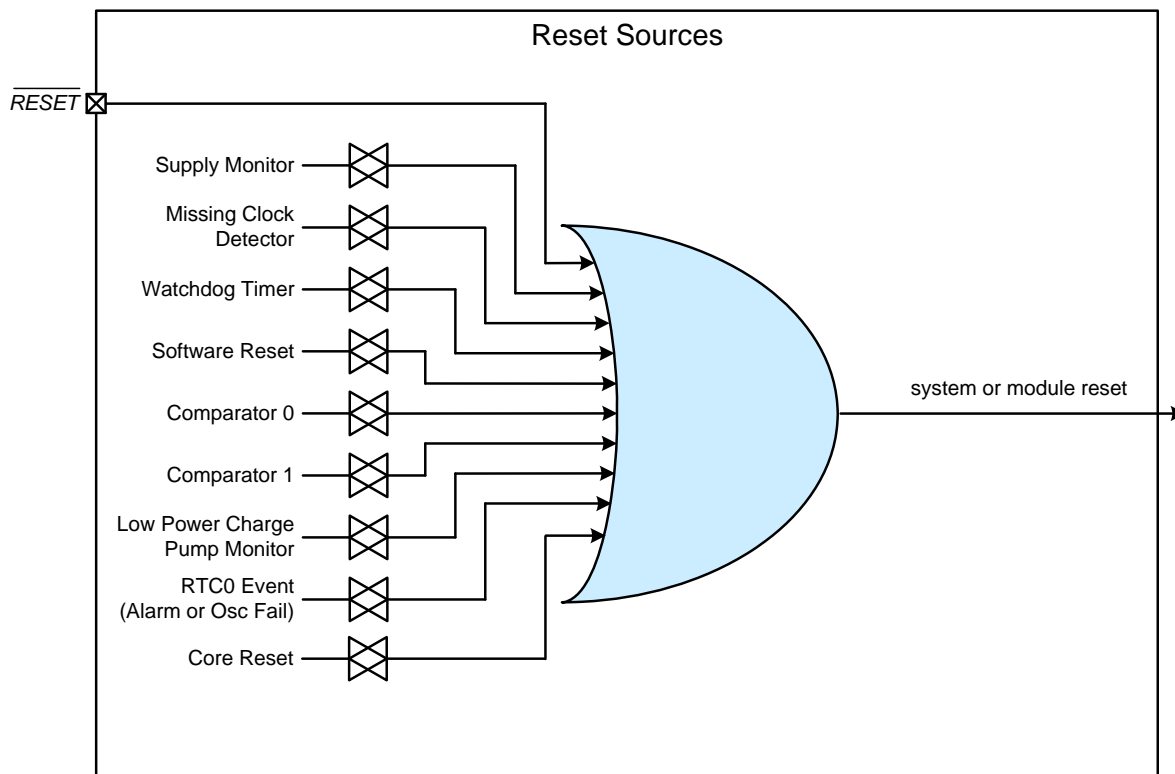 Reset Sources
RESET
Supply Monitor
Missing Clock
Detector
Watchdog Timer
Software Reset
Comparator 0
system or module reset
Comparator 1
Low Power Charge
Pump Monitor
RTC0 Event
(Alarm or Osc Fail)
Core Reset